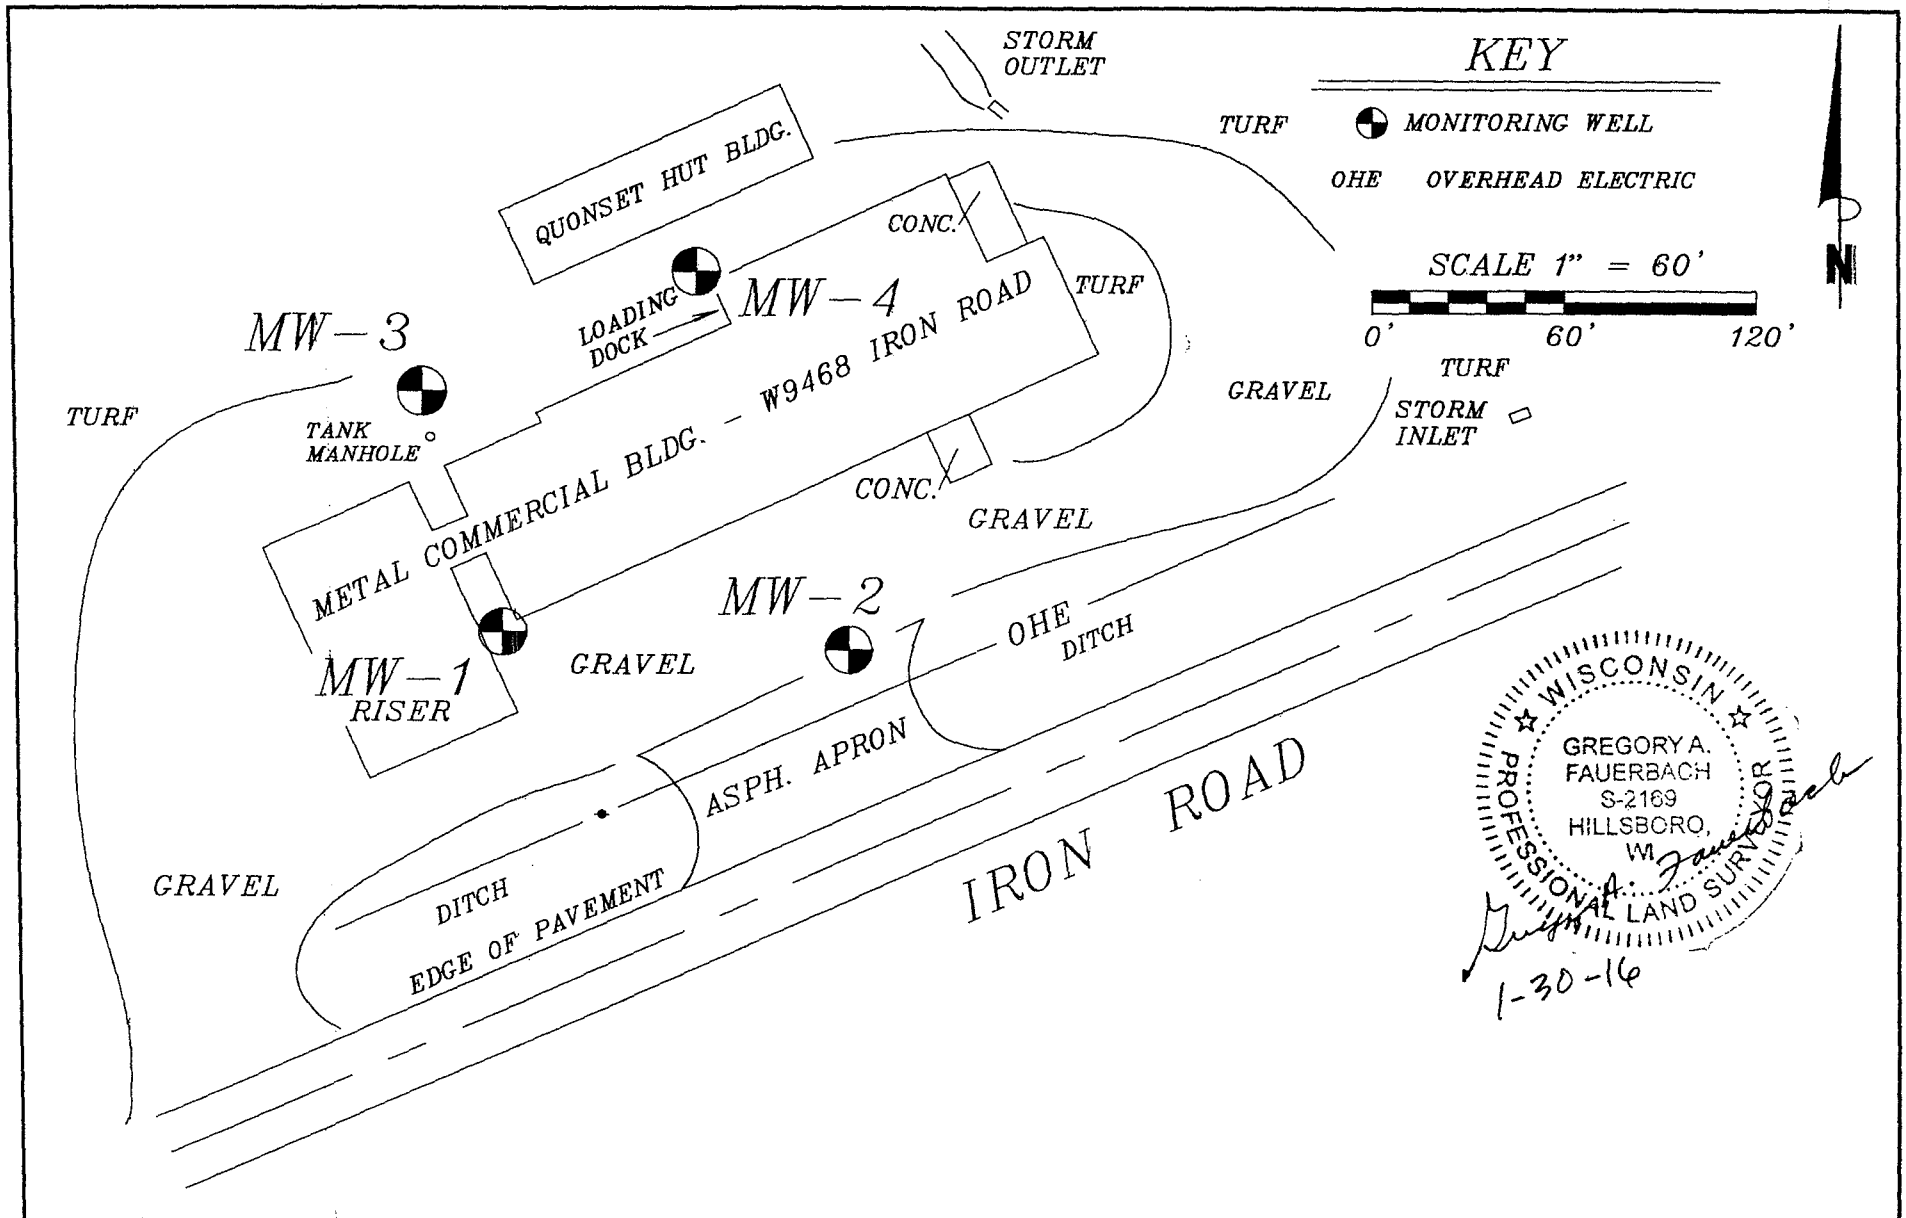 STORM
OUTLET
KEY
TURF
MONITORING WELL
OHE OVERHEAD ELECTRIC
N
SCALE 1" = 60'
0' 60' 120'
QUONSET HUT BLDG.
CONC.
TURF
LOADING
DOCK
MW-4
MW-3
TURF
TANK
MANHOLE
METAL COMMERCIAL BLDG. - W9468 IRON ROAD
GRAVEL
TURF
STORM
INLET
CONC.
GRAVEL
MW-2
MW-1
RISER
GRAVEL
OHE
DITCH
ASPH. APRON
GRAVEL
DITCH
EDGE OF PAVEMENT
IRON ROAD
WISCONSIN
GREGORY A.
FAUERBACH
S-2169
HILLSBORO,
WI
PROFESSIONAL LAND SURVEYOR
Gregory A. Fauerbach
1-30-16